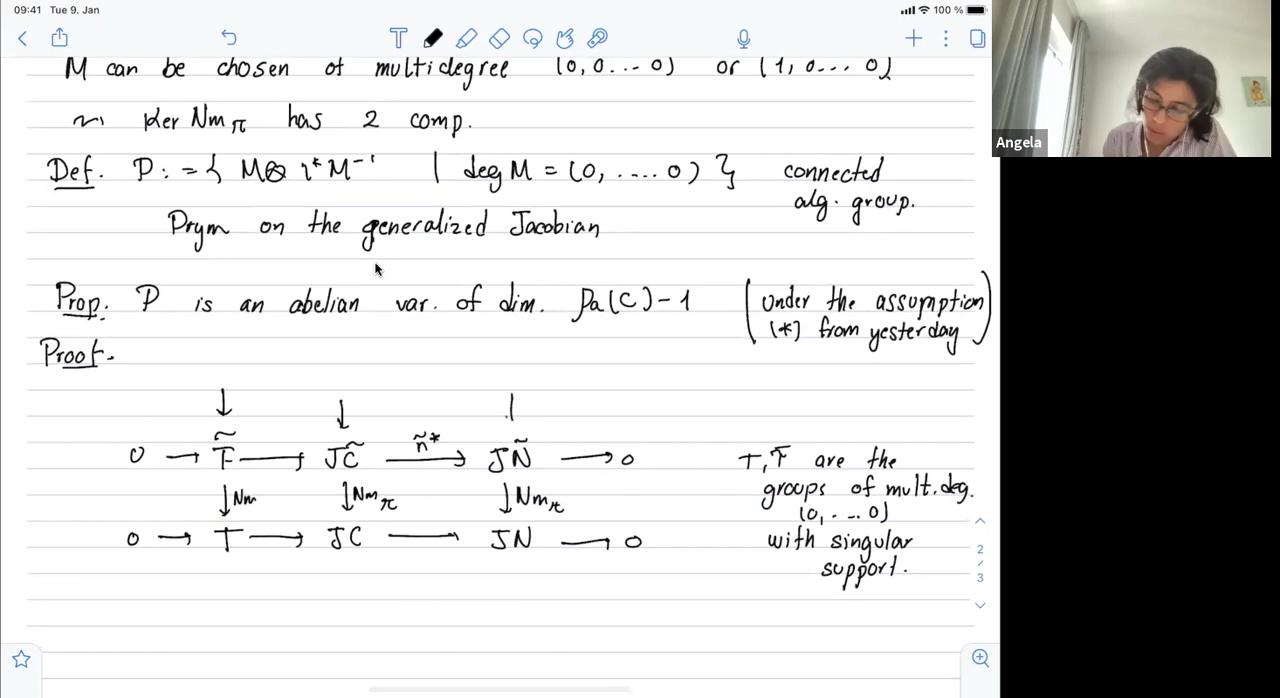 09:41 Tue 9. Jan 100 %
M can be chosen of multidegree (0,0...0) or (1,0...0)
⇝ Ker Nm_π has 2 comp.
Def. P := { M⊗ι*M⁻¹ | deg M = (0, .... 0) } connected
alg. group.
Prym on the generalized Jacobian
Prop. P is an abelian var. of dim. pa(C)-1 (under the assumption
(*) from yesterday)
Proof.
↓ ↓
0 → T̃ → JC̃ →ñ* JÑ → 0
↓Nm ↓Nm_π ↓Nm_π
0 → T → JC → JN → 0
T, T̃ are the
groups of mult.deg.
(0, ... 0)
with singular
support.
Angela
2
/
3